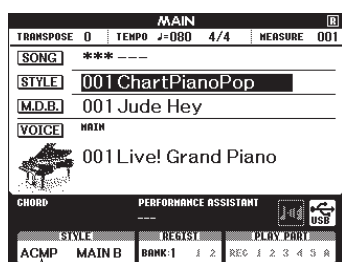 MAIN R
TRANSPOSE 0 TEMPO ♩=080 4/4 MEASURE 001
SONG *** ---
STYLE 001 ChartPianoPop
M.D.B. 001 Jude Hey
VOICE MAIN
001 Live! Grand Piano
CHORD PERFORMANCE ASSISTANT
--- USB
STYLE REGIST PLAY PART
ACMP MAIN B BANK:1 1 2 REC 1 2 3 4 5 A